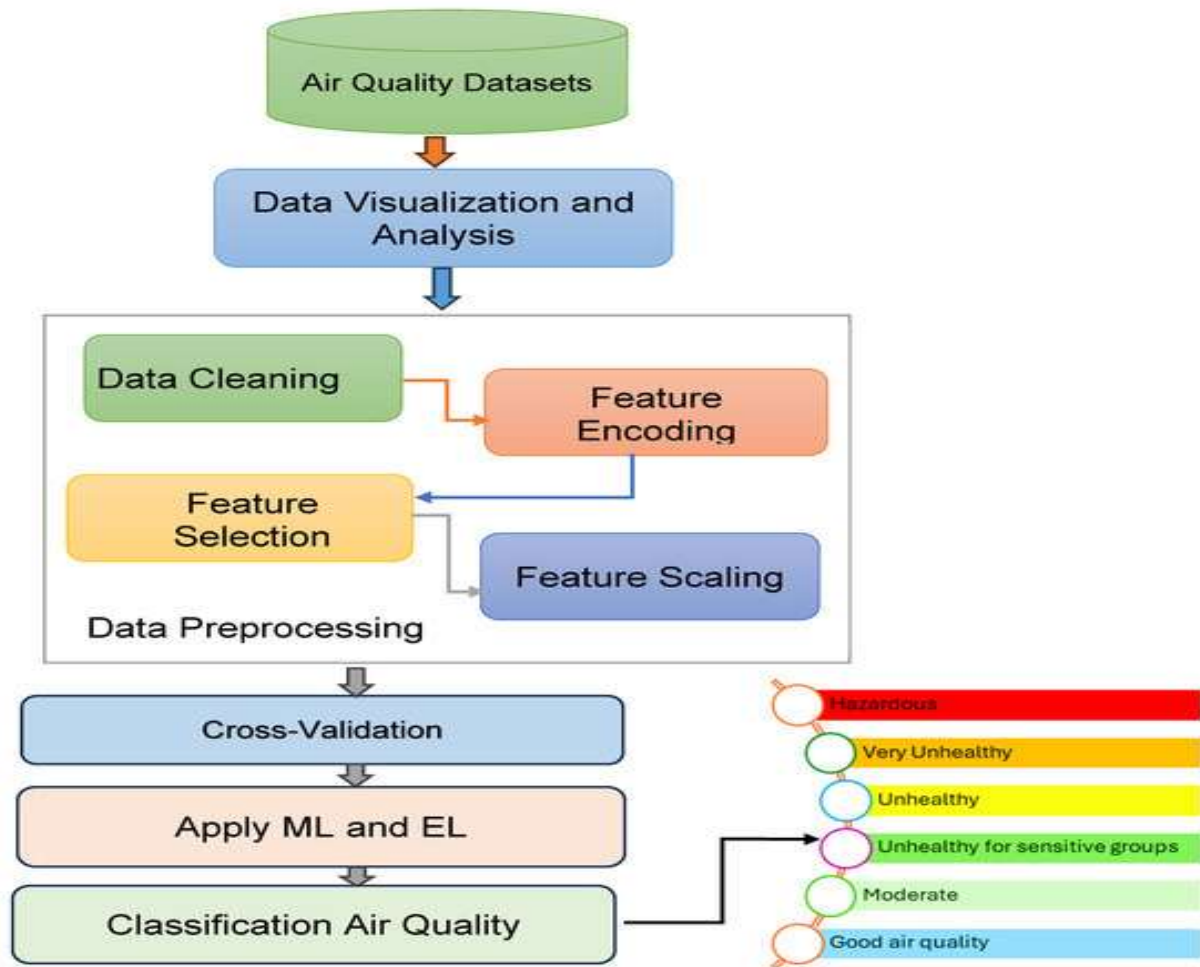 Air Quality Datasets
Data Visualization and
Analysis
Data Cleaning
Feature
Encoding
Feature
Selection
Feature Scaling
Data Preprocessing
Cross-Validation
Apply ML and EL
Classification Air Quality
Hazardous
Very Unhealthy
Unhealthy
Unhealthy for sensitive groups
Moderate
Good air quality